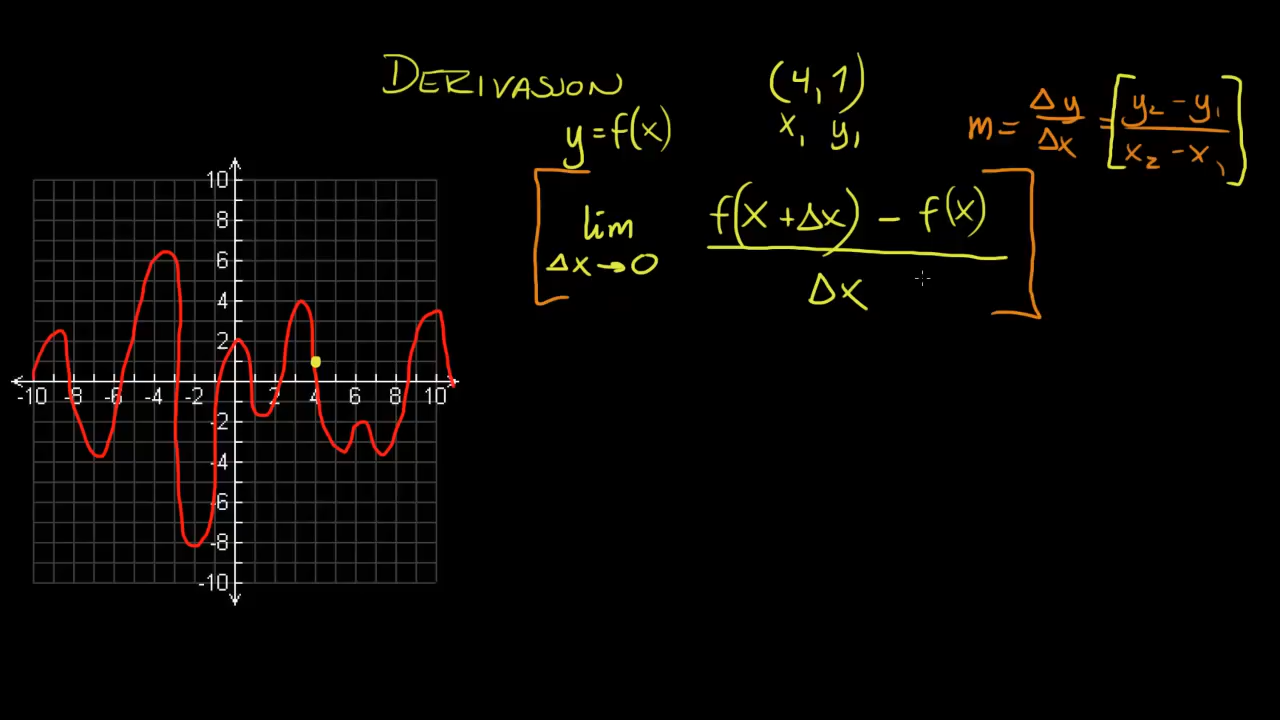 DERIVASJON
y = f(x)
(4, 1)
x₁ y₁
m = Δy/Δx = [(y₂ - y₁)/(x₂ - x₁)]
[lim Δx→0 (f(x + Δx) - f(x))/Δx]
10
8
6
4
2
-10 -8 -6 -4 -2 2 4 6 8 10
-2
-4
-6
-8
-10